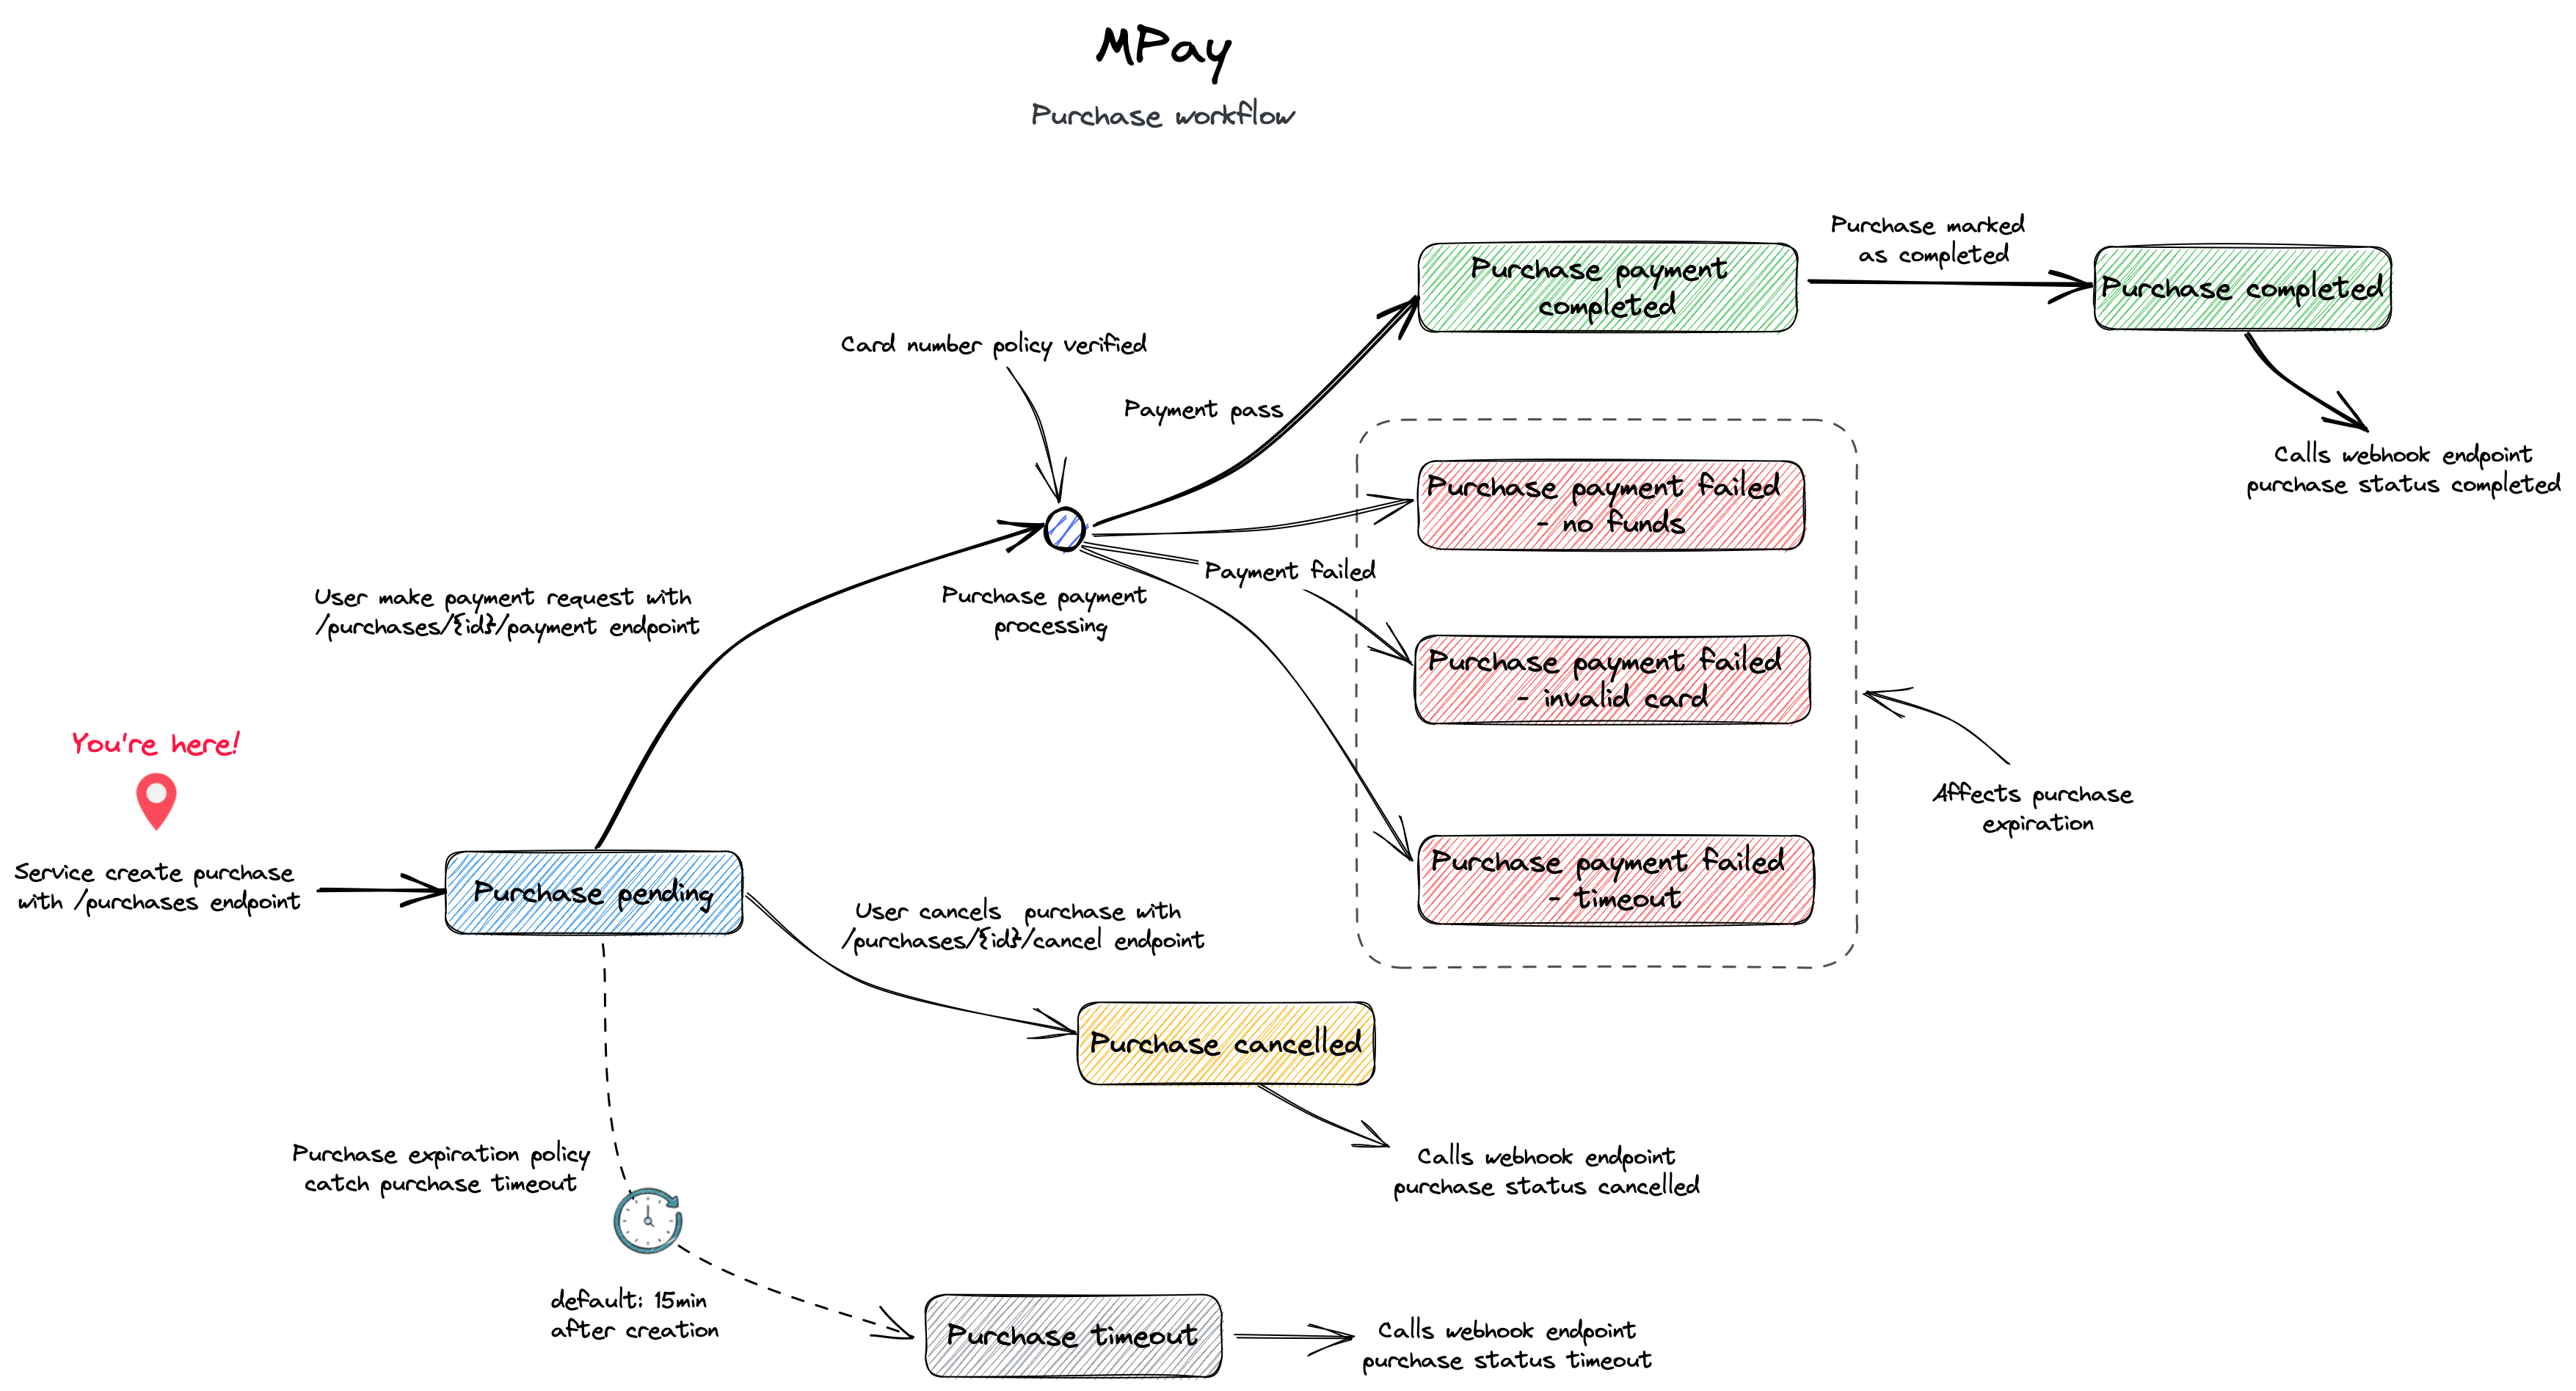 MPay
Purchase workflow
Purchase marked
as completed
Purchase payment
completed
Purchase completed
Card number policy verified
Payment pass
Calls webhook endpoint
purchase status completed
Purchase payment failed
- no funds
Payment failed
User make payment request with
/purchases/{id}/payment endpoint
Purchase payment
processing
Purchase payment failed
- invalid card
You're here!
Affects purchase
expiration
Service create purchase
with /purchases endpoint
Purchase pending
Purchase payment failed
- timeout
User cancels purchase with
/purchases/{id}/cancel endpoint
Purchase cancelled
Purchase expiration policy
catch purchase timeout
Calls webhook endpoint
purchase status cancelled
default: 15min
after creation
Purchase timeout
Calls webhook endpoint
purchase status timeout